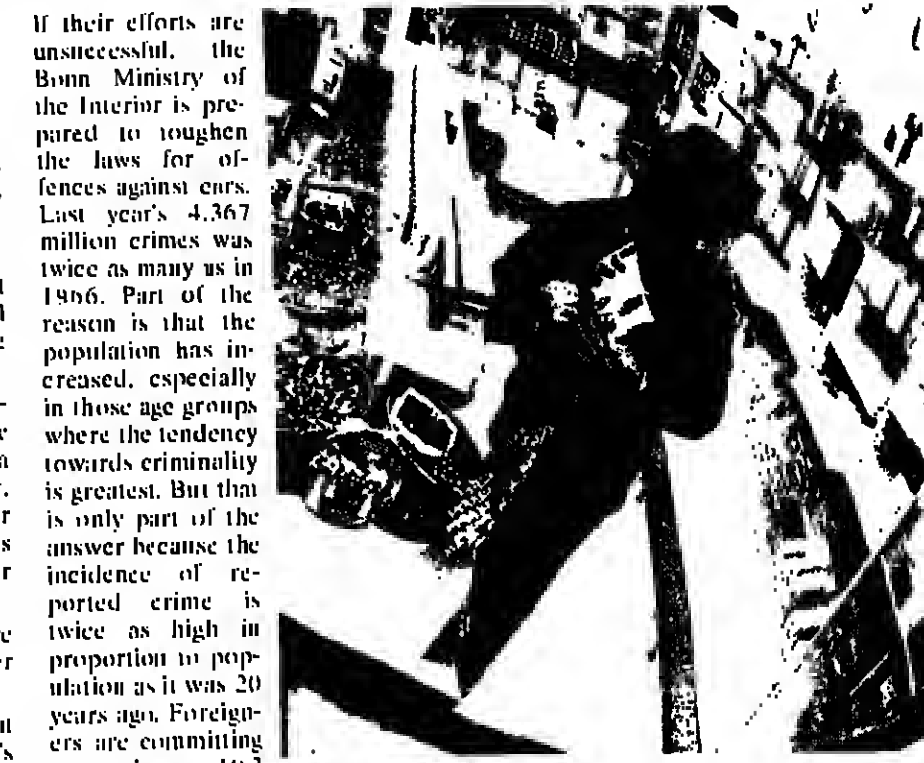 If their efforts are
unsuccessful, the
Bonn Ministry of
the Interior is pre-
pared to toughen
the laws for of-
fences against cars.
Last year's 4.367
million crimes was
twice as many as in
1966. Part of the
reason is that the
population has in-
creased, especially
in those age groups
where the tendency
towards criminality
is greatest. But that
is only part of the
answer because the
incidence of re-
ported crime is
twice as high in
proportion to pop-
ulation as it was 20
years ago. Foreign-
ers are committing